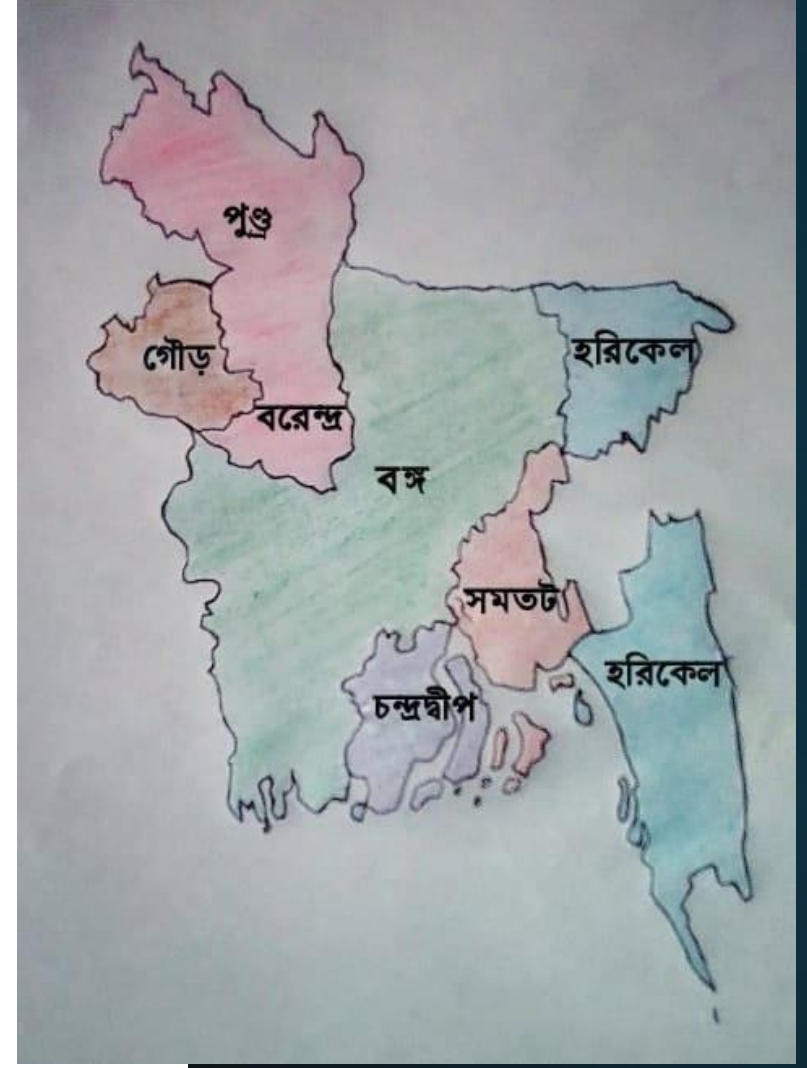 পুণ্ড্র
গৌড়
হরিকেল
বরেন্দ্র
বঙ্গ
সমতট
হরিকেল
চন্দ্রদ্বীপ